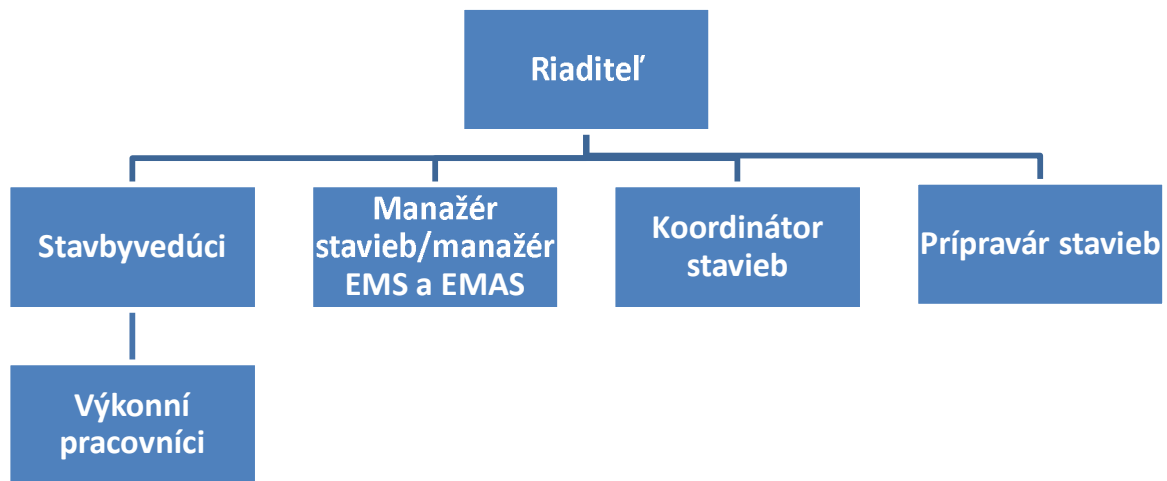 Riaditeľ
Stavbyvedúci
Manažér
stavieb/manažér
EMS a EMAS
Koordinátor
stavieb
Prípravár stavieb
Výkonní
pracovníci